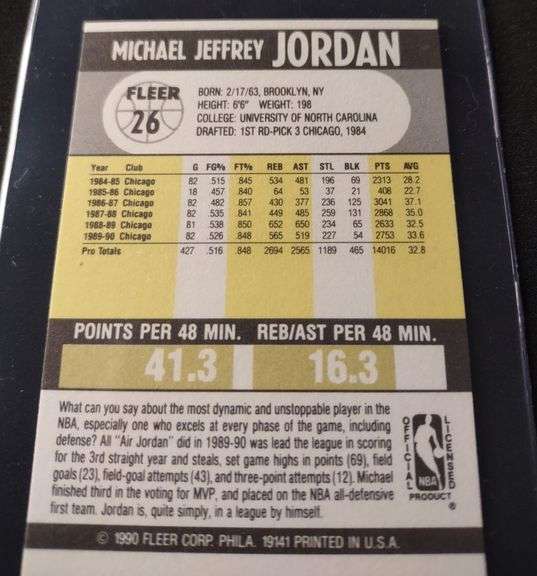 MICHAEL JEFFREY JORDAN
FLEER
26
BORN: 2/17/63, BROOKLYN, NY
HEIGHT: 6'6" WEIGHT: 198
COLLEGE: UNIVERSITY OF NORTH CAROLINA
DRAFTED: 1ST RD-PICK 3 CHICAGO, 1984
Year Club G FG% FT% REB AST STL BLK PTS AVG
1984-85 Chicago 82 .515 .845 534 481 196 69 2313 28.2
1985-86 Chicago 18 .457 .840 64 53 37 21 408 22.7
1986-87 Chicago 82 .482 .857 430 377 236 125 3041 37.1
1987-88 Chicago 82 .535 .841 449 485 259 131 2868 35.0
1988-89 Chicago 81 .538 .850 652 650 234 65 2633 32.5
1989-90 Chicago 82 .526 .848 565 519 227 54 2753 33.6
Pro Totals 427 .516 .848 2694 2565 1189 465 14016 32.8
POINTS PER 48 MIN. REB/AST PER 48 MIN.
41.3 16.3
What can you say about the most dynamic and unstoppable player in the
NBA, especially one who excels at every phase of the game, including
defense? All "Air Jordan" did in 1989-90 was lead the league in scoring
for the 3rd straight year and steals, set game highs in points (69), field
goals (23), field-goal attempts (43), and three-point attempts (12). Michael
finished third in the voting for MVP, and placed on the NBA all-defensive
first team. Jordan is, quite simply, in a league by himself.
OFFICIAL
NBA
LICENSED
PRODUCT ®
© 1990 FLEER CORP. PHILA. 19141 PRINTED IN U.S.A.